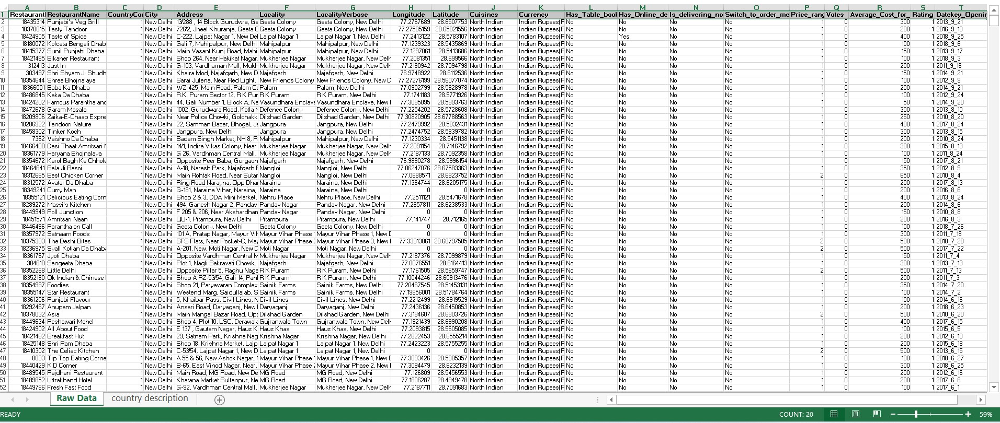 A B C D E F G H I J K L M N O P Q R S T
1 Restaurant RestaurantName CountryCod City Address Locality LocalityVerbose Longitude Latitude Cuisines Currency Has_Table_bool Has_Online_de Is_delivering_no Switch_to_order_me Price_rang Votes Average_Cost_for_ Rating Datekey_Openin
2 18435314 Punjabi's Veg Grill 1 New Delhi 13/288 , 14 Block Gurudwra, Ge Geeta Colony Geeta Colony, New Delhi 77.2767689 28.6507753 North Indian Indian Rupees(F No No No No 1 0 300 1 2013_9_21
3 18378015 Tasty Tandoor 1 New Delhi 726/2, Jheel Khuranja, Geeta C Geeta Colony Geeta Colony, New Delhi 77.27505159 28.65821556 North Indian Indian Rupees(F No No No No 1 0 200 1 2016_9_10
4 18424905 Taste of Spice 1 New Delhi C-222, Lajpat Nagar 1, New Del Lajpat Nagar 1 Lajpat Nagar 1, New Delhi 77.2413122 28.5783107 North Indian Indian Rupees(F No Yes No No 1 0 400 1 2018_9_25
5 18180072 Kolcata Bengali Dhab 1 New Delhi Gali 7, Mahipalpur, New Delhi Mahipalpur Mahipalpur, New Delhi 77.1239323 28.5435869 North Indian Indian Rupees(F No No No No 1 0 100 1 2018_9_6
6 18415377 Sunil Punjabi Dhaba 1 New Delhi Main Vasant Kunj Road, Mahi Mahipalpur Mahipalpur, New Delhi 77.1297061 28.5413686 North Indian Indian Rupees(F No No No No 1 0 150 1 2013_9_17
7 18421485 Bikaner Restaurant 1 New Delhi Shop 264, Near Hakikat Nagar, Mukherjee Nagar Mukherjee Nagar, New Delh 77.2081351 28.699566 North Indian Indian Rupees(F No No No No 1 0 100 1 2018_9_3
8 312413 Just In 1 New Delhi G-103, Vardhaman Mall, Mukh Mukherjee Nagar Mukherjee Nagar, New Delh 77.2190942 28.7094798 North Indian Indian Rupees(F No No No No 1 0 200 1 2011_9_16
9 303497 Shri Shyam Ji Shudh 1 New Delhi Khaira Mod, Najafgarh, New D Najafgarh Najafgarh, New Delhi 76.9748922 28.6112536 North Indian Indian Rupees(F No No No No 1 0 150 1 2014_9_21
10 18354644 Shree Bhojnalaya 1 New Delhi Sarai Julena, Near Red Light, New Friends Colony New Friends Colony, New D 77.27276199 28.56077074 North Indian Indian Rupees(F No No No No 1 0 100 1 2012_9_9
11 18366001 Baba Ka Dhaba 1 New Delhi WZ-425, Main Road, Palam Co Palam Palam, New Delhi 77.0902799 28.5828978 North Indian Indian Rupees(F No No No No 1 0 200 1 2014_9_21
12 18486845 Kaka Da Dhaba 1 New Delhi R.K. Puram Sector 12, R K Pur R K Puram R K Puram, New Delhi 77.1741183 28.5771926 North Indian Indian Rupees(F No No No No 1 0 100 1 2012_9_24
13 18424202 Famous Parantha anc 1 New Delhi 44, Gali Number 1, Block A, Ne Vasundhara Enclave Vasundhara Enclave, New 77.3085095 28.5893763 North Indian Indian Rupees(F No No No No 1 0 50 1 2014_9_20
14 18472678 Garam Masala 1 New Delhi 1002, Gurudwara Road, Kotla M Defence Colony Defence Colony, New Delhi 77.2254202 28.5728608 North Indian Indian Rupees(F No No No No 1 0 300 1 2013_8_10
15 18209806 Zaika-E-Chaap Expre 1 New Delhi Near Police Chowki, Golchakk Dilshad Garden Dilshad Garden, New Delhi 77.30820905 28.67788563 North Indian Indian Rupees(F No No No No 1 0 250 1 2010_8_20
16 18286922 Tandoori Nature 1 New Delhi 22, Samman Bazar, Bhogal, Ja Jangpura Jangpura, New Delhi 77.2479992 28.5832431 North Indian Indian Rupees(F No No No No 1 0 400 1 2017_8_24
17 18458302 Tinker Koch 1 New Delhi Jangpura, New Delhi Jangpura Jangpura, New Delhi 77.2474752 28.5839782 North Indian Indian Rupees(F No No No No 1 0 300 1 2013_8_15
18 7362 Vaishno Da Dhaba 1 New Delhi Badam Singh Market, NH 8, R Mahipalpur Mahipalpur, New Delhi 77.1230334 28.5451138 North Indian Indian Rupees(F No No No No 1 0 200 1 2010_8_24
19 18466400 Desi Thaat Amritsari 1 New Delhi 14/1, Indira Vikas Colony, Near Mukherjee Nagar Mukherjee Nagar, New Delh 77.2091154 28.7146792 North Indian Indian Rupees(F No No No No 1 0 300 1 2015_8_13
20 18361779 Haryana Bhojnalaya 1 New Delhi G 26, Vardhman Central Mall, Mukherjee Nagar Mukherjee Nagar, New Delh 77.2187133 28.7092358 North Indian Indian Rupees(F No No No No 1 0 100 1 2011_8_24
21 18354672 Karol Bagh Ke Chhole 1 New Delhi Opposite Peer Baba, Gurgaon Najafgarh Najafgarh, New Delhi 76.9890278 28.5996154 North Indian Indian Rupees(F No No No No 1 0 150 1 2017_8_21
22 18464641 Bala Ji Rasoi 1 New Delhi A-18, Naresh Park, Najafgarh F Nangloi Nangloi, New Delhi 77.06247076 28.67583363 North Indian Indian Rupees(F No No No No 1 0 350 1 2012_8_9
23 18312665 Best Chicken Corner 1 New Delhi Main Rohtak Road, Near Sutar Nangloi Nangloi, New Delhi 77.0688571 28.6823752 North Indian Indian Rupees(F No No No No 2 0 650 1 2010_8_4
24 18312572 Avatar Da Dhaba 1 New Delhi Ring Road Narayna, Opp Dhar Naraina Naraina, New Delhi 77.1364744 28.6205175 North Indian Indian Rupees(F No No No No 1 0 200 1 2017_8_13
25 18349241 Curry Man 1 New Delhi G-181, Naraina Vihar, Naraina, Naraina Naraina, New Delhi 0 0 North Indian Indian Rupees(F No No No No 1 0 200 1 2016_8_6
26 18355121 Delicious Eating Corn 1 New Delhi Shop 2 & 3, DDA Mini Market, Nehru Place Nehru Place, New Delhi 77.2511121 28.5471678 North Indian Indian Rupees(F No No No No 1 0 400 1 2013_8_24
27 18289272 Massi's Kitchen 1 New Delhi 494, Ganesh Nagar 2, Pandav Pandav Nagar Pandav Nagar, New Delhi 77.2857811 28.6238533 North Indian Indian Rupees(F No No No No 1 0 200 1 2014_8_6
28 18449949 Roll Junction 1 New Delhi F 205 & 206, Near Akshardhan Pandav Nagar Pandav Nagar, New Delhi 0 0 North Indian Indian Rupees(F No No No No 1 0 150 1 2010_8_8
29 18451571 Amritsari Naan 1 New Delhi QU-1, Pitampura, New Delhi Pitampura Pitampura, New Delhi 77.141747 28.712165 North Indian Indian Rupees(F No No No No 1 0 200 1 2016_8_3
30 18446496 Parantha on Call 1 New Delhi Geeta Colony, New Delhi Geeta Colony Geeta Colony, New Delhi 0 0 North Indian Indian Rupees(F No No No No 1 0 100 1 2018_7_26
31 18357972 Satnaam Foods 1 New Delhi 101 A, Pratap Nagar, Mayur Vih Mayur Vihar Phase Mayur Vihar Phase 1, New D 0 0 North Indian Indian Rupees(F No No No No 1 0 300 1 2011_7_18
32 18375383 The Deshi Bites 1 New Delhi SFS Flats, Near Pocket-C, May Mayur Vihar Phase Mayur Vihar Phase 3, New 77.33913861 28.60797505 North Indian Indian Rupees(F No No No No 2 0 500 1 2018_7_28
33 18236975 Syall Kotian Da Dhaba 1 New Delhi A-201, New, Moti Nagar, New D Moti Nagar Moti Nagar, New Delhi 0 0 North Indian Indian Rupees(F No No No No 2 0 500 1 2017_7_22
34 18361767 Jyoti Dhaba 1 New Delhi Opposite Vardhman Central M Mukherjee Nagar Mukherjee Nagar, New Delh 77.2187376 28.7099879 North Indian Indian Rupees(F No No No No 1 0 150 1 2011_7_4
35 304610 Sangeeta Dhaba 1 New Delhi Plot 1, Nagli Sakravati Chowk, Najafgarh Najafgarh, New Delhi 77.0076551 28.6164413 North Indian Indian Rupees(F No No No No 1 0 300 1 2013_7_13
36 18352268 Little Delhi 1 New Delhi Opposite Pillar 5, Raghu Naga R K Puram R K Puram, New Delhi 77.1761505 28.5659747 North Indian Indian Rupees(F No No No No 2 0 500 1 2011_7_13
37 18352180 Ok Indian & Chinese 1 New Delhi Shop A RZ-53/54, Gali 14, Pan R K Puram R K Puram, New Delhi 77.10044246 28.60913476 North Indian Indian Rupees(F No No No No 1 0 200 1 2011_7_3
38 18354987 Foodies 1 New Delhi Shop 21, Paryavaran Complex Sainik Farms Sainik Farms, New Delhi 77.20467545 28.51453131 North Indian Indian Rupees(F No No No No 1 0 350 1 2014_7_20
39 18355147 Star Restaurant 1 New Delhi Westend Marg, Saidullajab, S Sainik Farms Sainik Farms, New Delhi 77.19856001 28.51784764 North Indian Indian Rupees(F No No No No 1 0 100 1 2014_7_2
40 18361206 Punjabi Flavour 1 New Delhi 5, Khaibar Pass, Civil Lines, N Civil Lines Civil Lines, New Delhi 77.2212499 28.6919529 North Indian Indian Rupees(F No No No No 1 0 100 1 2014_6_16
41 18292467 Anupam Jalpan 1 New Delhi Ansari Road, Daryaganj, New Daryaganj Daryaganj, New Delhi 77.2436136 28.6450853 North Indian Indian Rupees(F No No No No 1 0 200 1 2018_6_23
42 18378032 Asia 1 New Delhi Main Mangal Bazar Road, Opp Dilshad Garden Dilshad Garden, New Delhi 77.3194607 28.6803726 North Indian Indian Rupees(F No No No No 2 0 500 1 2010_6_20
43 18449634 Peshawari Mehel 1 New Delhi Shop 4, Plot 10, LSC, Derawala Gujranwala Town Gujranwala Town, New Delh 77.1921439 28.6990208 North Indian Indian Rupees(F No No No No 1 0 400 1 2017_6_15
44 18424902 All About Food 1 New Delhi E 137 , Gautam Nagar, Hauz K Hauz Khas Hauz Khas, New Delhi 77.2093815 28.5605085 North Indian Indian Rupees(F No No No No 1 0 100 1 2015_6_5
45 18421482 Breakfast Hut 1 New Delhi 29, Satnam Park, Krishna Nag Krishna Nagar Krishna Nagar, New Delhi 77.2822453 28.6555214 North Indian Indian Rupees(F No No No No 1 0 200 1 2012_6_10
46 18425148 Shri Ram Dhaba 1 New Delhi Shop 18, Krishna Market, Lajp Lajpat Nagar 1 Lajpat Nagar 1, New Delhi 77.2423223 28.5755255 North Indian Indian Rupees(F No No No No 1 0 200 1 2015_6_18
47 18410302 The Celiac Kitchen 1 New Delhi C-53/54, Lajpat Nagar 1, New D Lajpat Nagar 1 Lajpat Nagar 1, New Delhi 0 0 North Indian Indian Rupees(F No No No No 2 0 500 1 2013_6_15
48 8033 Tip Top Eating Corne 1 New Delhi A 55 & 56, New Ashok Nagar, Mayur Vihar Phase Mayur Vihar Phase 1, New D 77.3093426 28.5905357 North Indian Indian Rupees(F No No No No 1 0 100 1 2018_6_27
49 18440429 K.D Corner 1 New Delhi B-65, East Vinod Nagar, Near, Mayur Vihar Phase Mayur Vihar Phase 2, New 77.3094479 28.6232139 North Indian Indian Rupees(F No No No No 1 0 300 1 2018_6_25
50 18489545 Rajdhani Restaurant 1 New Delhi Main Road, MG Road, New De MG Road MG Road, New Delhi 77.126809 28.5456553 North Indian Indian Rupees(F No No No No 1 0 200 1 2012_6_16
51 18489852 Uttrakhand Hotel 1 New Delhi Khatana Market Sultanpur, Ne MG Road MG Road, New Delhi 77.1606287 28.4949478 North Indian Indian Rupees(F No No No No 1 0 200 1 2017_6_8
52 18449786 Fresh Fast Food 1 New Delhi G-92, Vardhman Central Mall, Mukherjee Nagar Mukherjee Nagar, New Delh 77.2187711 28.7091683 North Indian Indian Rupees(F No No No No 1 0 100 1 2017_6_1
Raw Data country description
READY COUNT: 20 59%